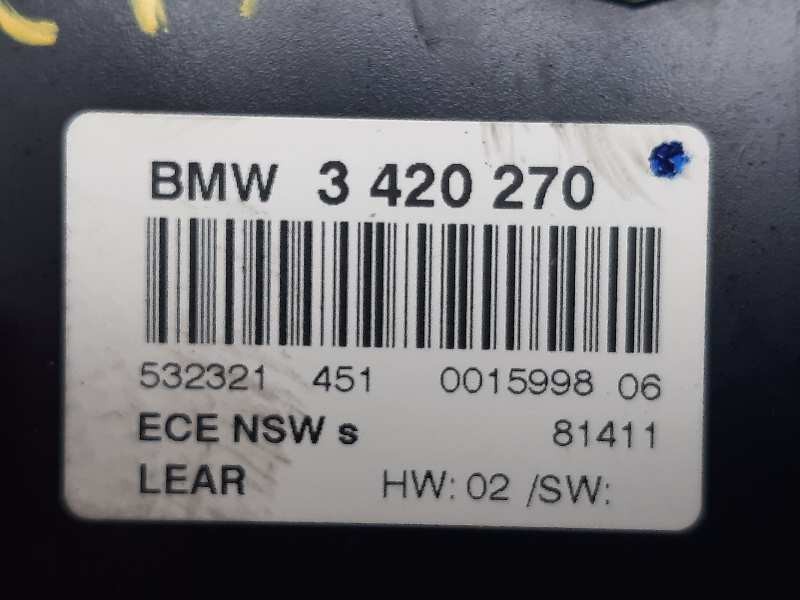 BMW 3 420 270
532321 451 0015998 06
ECE NSW s 81411
LEAR HW: 02 /SW: